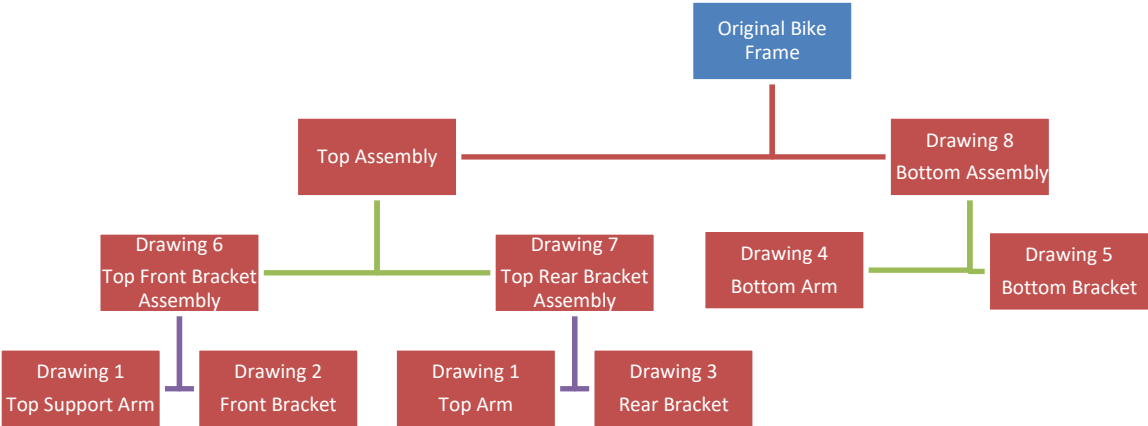 Original Bike
Frame
Top Assembly
Drawing 8
Bottom Assembly
Drawing 6
Top Front Bracket
Assembly
Drawing 7
Top Rear Bracket
Assembly
Drawing 4
Bottom Arm
Drawing 5
Bottom Bracket
Drawing 1
Top Support Arm
Drawing 2
Front Bracket
Drawing 1
Top Arm
Drawing 3
Rear Bracket